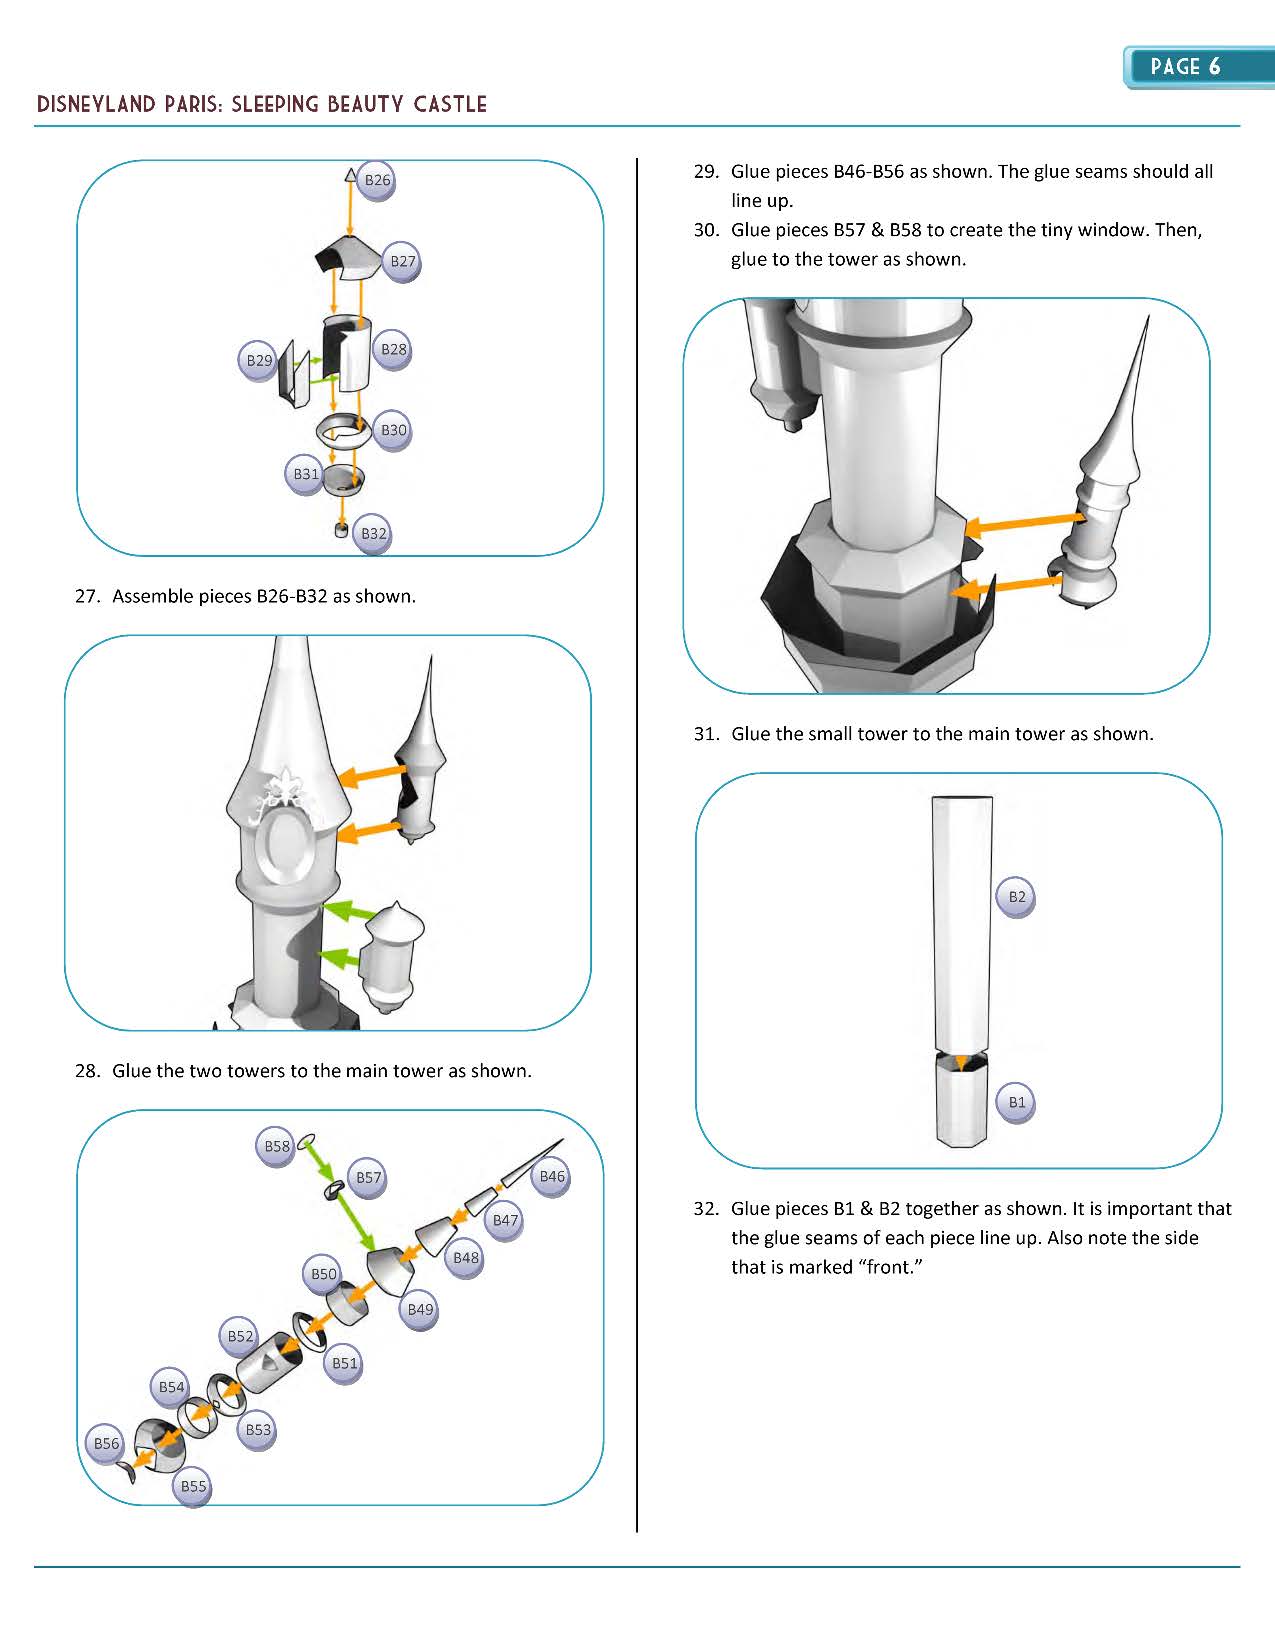 PAGE 6
DISNEYLAND PARIS: SLEEPING BEAUTY CASTLE
B26
B27
B28
B29
B30
B31
B32
27. Assemble pieces B26-B32 as shown.
28. Glue the two towers to the main tower as shown.
B58
B57
B46
B47
B48
B50
B49
B52
B51
B54
B53
B56
B55
29. Glue pieces B46-B56 as shown. The glue seams should all
line up.
30. Glue pieces B57 & B58 to create the tiny window. Then,
glue to the tower as shown.
31. Glue the small tower to the main tower as shown.
B2
B1
32. Glue pieces B1 & B2 together as shown. It is important that
the glue seams of each piece line up. Also note the side
that is marked “front.”